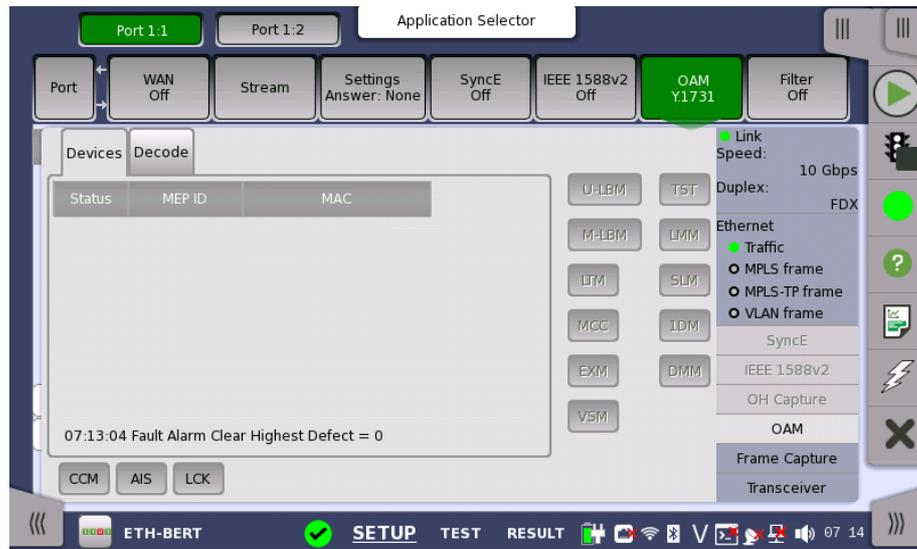 Application Selector
Port 1:1
Port 1:2
Port
WAN
Off
Stream
Settings
Answer: None
SyncE
Off
IEEE 1588v2
Off
OAM
Y.1731
Filter
Off
Devices
Decode
Status
MEP ID
MAC
07:13:04 Fault Alarm Clear Highest Defect = 0
CCM
AIS
LCK
U-LBM
TST
M-LBM
LMM
LTM
SLM
MCC
1DM
EXM
DMM
VSM
Link
Speed:
10 Gbps
Duplex:
FDX
Ethernet
Traffic
MPLS frame
MPLS-TP frame
VLAN frame
SyncE
IEEE 1588v2
OH Capture
OAM
Frame Capture
Transceiver
ETH-BERT
SETUP
TEST
RESULT
V
07 14